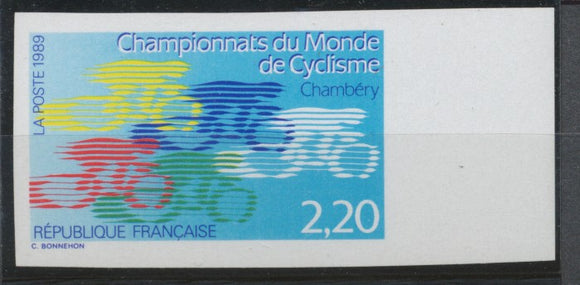 Championnats du Monde
de Cyclisme
Chambéry
LA POSTE 1989
2,20
RÉPUBLIQUE FRANÇAISE
C. BONNEHON